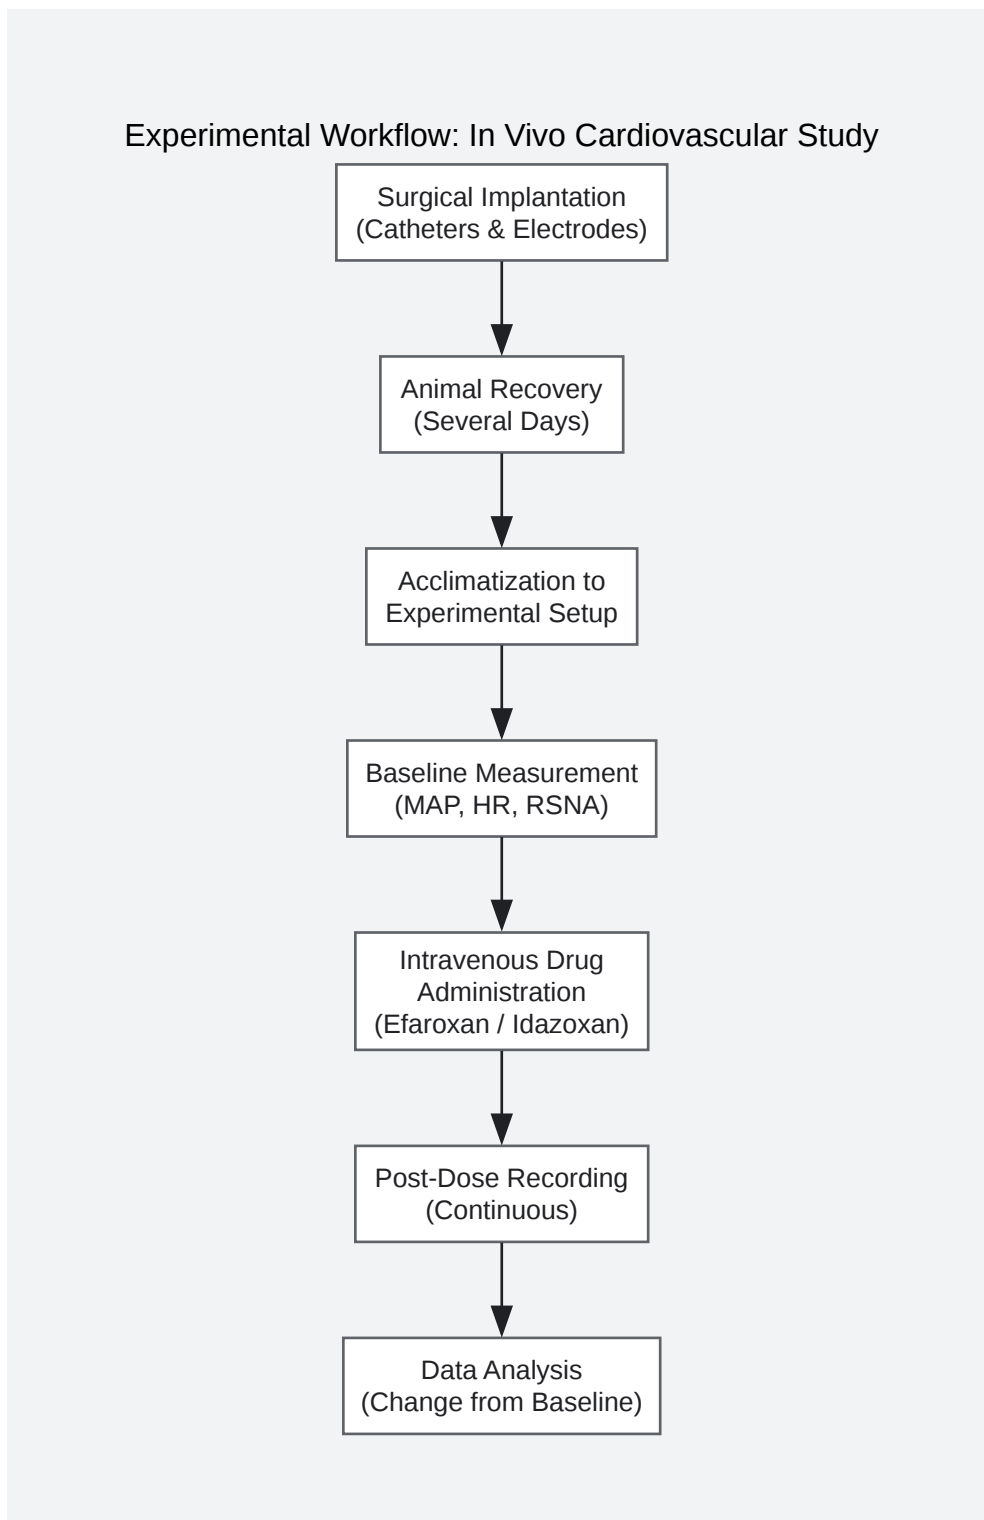 Experimental Workflow: In Vivo Cardiovascular Study
Surgical Implantation
(Catheters & Electrodes)
Animal Recovery
(Several Days)
Acclimatization to
Experimental Setup
Baseline Measurement
(MAP, HR, RSNA)
Intravenous Drug
Administration
(Efaroxan / Idazoxan)
Post-Dose Recording
(Continuous)
Data Analysis
(Change from Baseline)